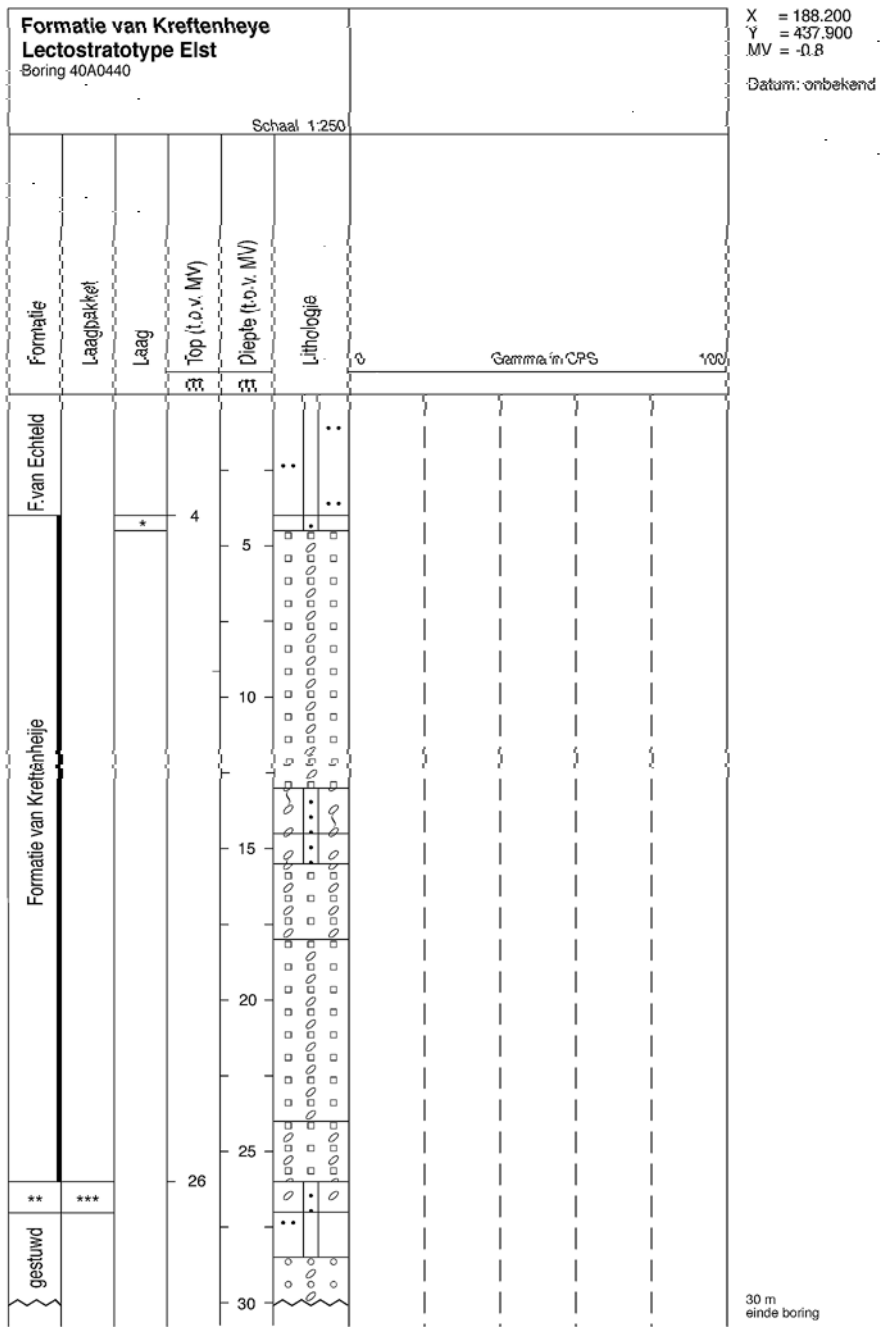 Formatie van Kreftenheye
Lectostratotype Elst
Boring 40A0440
Schaal 1:250
X = 188.200
Y = 437.900
MV = -0.8
Datum: onbekend
Formatie
Laagpakket
Laag
Top (t.o.v. MV)
Diepte (t.o.v. MV)
Lithologie
m
m
0 Gamma in CPS 100
F.van Echteld
4
*
5
10
Formatie van Kreftenheije
15
20
25
26
** ***
gestuwd
30
30 m
einde boring